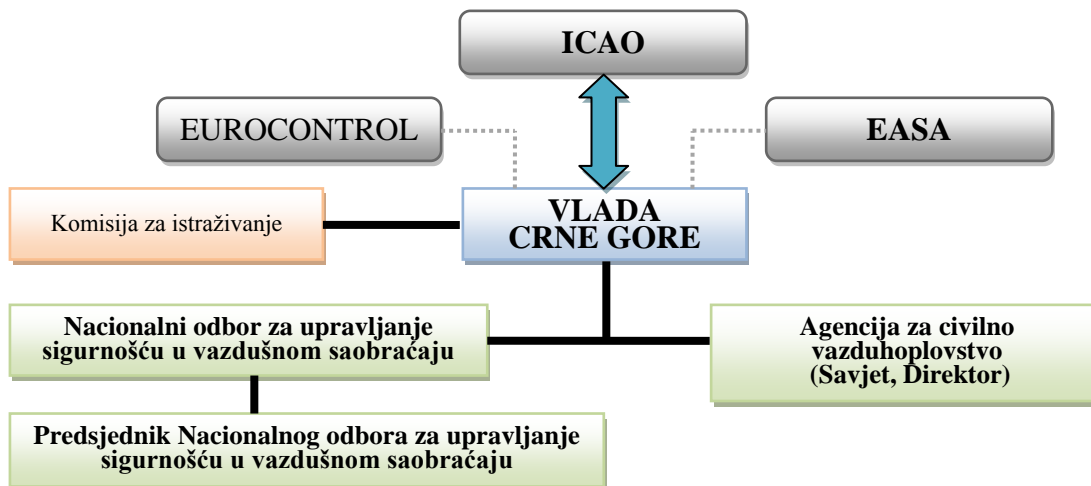 ICAO
EUROCONTROL
EASA
Komisija za istraživanje
VLADA
CRNE GORE
Nacionalni odbor za upravljanje
sigurnošću u vazdušnom saobraćaju
Agencija za civilno
vazduhoplovstvo
(Savjet, Direktor)
Predsjednik Nacionalnog odbora za upravljanje
sigurnošću u vazdušnom saobraćaju